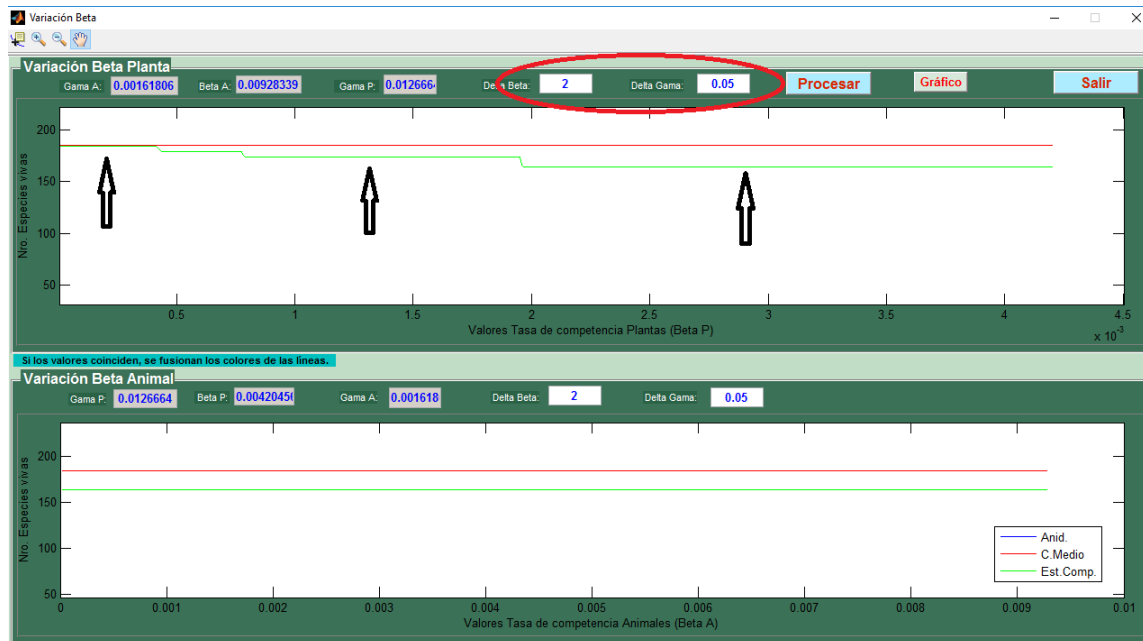 Variación Beta
Variación Beta Planta
Gama A: 0.00161806 Beta A: 0.00928339 Gama P: 0.012666 Delta Beta: 2 Delta Gama: 0.05 Procesar Gráfico Salir
200
150
100
50
Nro. Especies vivas
0.5 1 1.5 2 2.5 3 3.5 4 4.5
Valores Tasa de competencia Plantas (Beta P)
x 10⁻³
Si los valores coinciden, se fusionan los colores de las líneas.
Variación Beta Animal
Gama P: 0.0126664 Beta P: 0.0042045 Gama A: 0.001618 Delta Beta: 2 Delta Gama: 0.05
200
150
100
50
Nro. Especies vivas
Anid.
C.Medio
Est.Comp.
0 0.001 0.002 0.003 0.004 0.005 0.006 0.007 0.008 0.009 0.01
Valores Tasa de competencia Animales (Beta A)